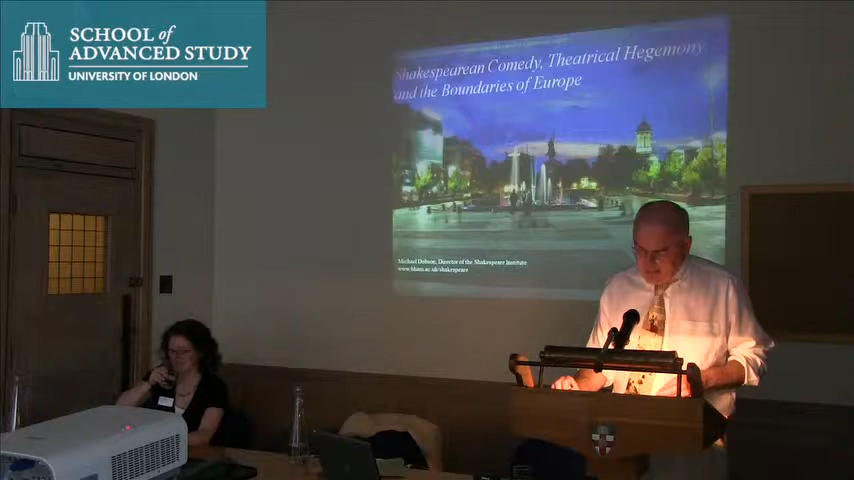 SCHOOL of
ADVANCED STUDY
UNIVERSITY OF LONDON
Shakespearean Comedy, Theatrical Hegemony
and the Boundaries of Europe
Michael Dobson, Director of the Shakespeare Institute
www.bham.ac.uk/shakespeare